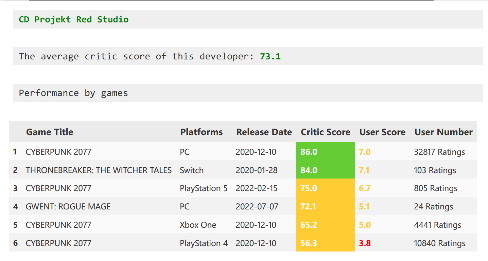 CD Projekt Red Studio
The average critic score of this developer: 73.1
Performance by games
Game Title Platforms Release Date Critic Score User Score User Number
1 CYBERPUNK 2077 PC 2020-12-10 86.0 7.0 32817 Ratings
2 THRONEBREAKER: THE WITCHER TALES Switch 2020-01-28 84.0 7.1 103 Ratings
3 CYBERPUNK 2077 PlayStation 5 2022-02-15 75.0 6.7 805 Ratings
4 GWENT: ROGUE MAGE PC 2022-07-07 72.1 5.1 24 Ratings
5 CYBERPUNK 2077 Xbox One 2020-12-10 65.2 5.0 4441 Ratings
6 CYBERPUNK 2077 PlayStation 4 2020-12-10 56.3 3.8 10840 Ratings